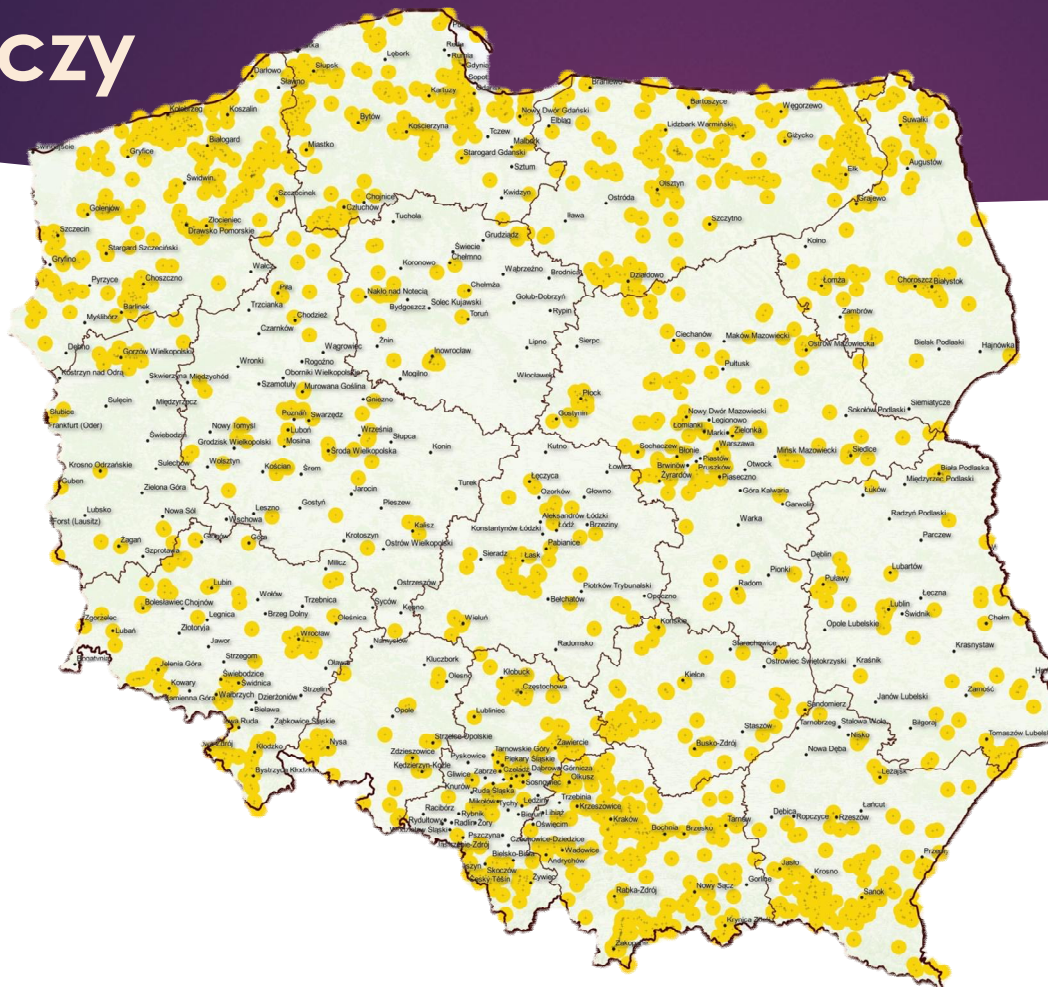 czy
Lębork
Rumia
Gdynia
Sopot
Darłowo
Słupsk
Sławno
Kartuzy
Braniewo
Kołobrzeg
Koszalin
Bytów
Kościerzyna
Nowy Dwór Gdański
Elbląg
Bartoszyce
Węgorzewo
Lidzbark Warmiński
Giżycko
Suwałki
Białogard
Miastko
Tczew
Malbork
Starogard Gdański
Sztum
Gryfice
Augustów
Ełk
Świdwin
Szczecinek
Kwidzyn
Olsztyn
Ostróda
Grajewo
Chojnice
Człuchów
Goleniów
Złocieniec
Drawsko Pomorskie
Tuchola
Iława
Szczytno
Szczecin
Grudziądz
Kolno
Stargard Szczeciński
Świecie
Chełmno
Gryfino
Wałcz
Koronowo
Wąbrzeźno
Brodnica
Działdowo
Pyrzyce
Choszczno
Piła
Nakło nad Notecią
Chełmża
Łomża
Choroszcz
Białystok
Barlinek
Trzcianka
Bydgoszcz
Solec Kujawski
Golub-Dobrzyń
Myślibórz
Chodzież
Toruń
Rypin
Zambrów
Czarnków
Ciechanów
Maków Mazowiecki
Dębno
Gorzów Wielkopolski
Wągrowiec
Żnin
Lipno
Sierpc
Ostrów Mazowiecka
Bielsk Podlaski
Hajnówka
Wronki
Rogoźno
Inowrocław
Pułtusk
Kostrzyn nad Odrą
Skwierzyna
Międzychód
Oborniki Wielkopolskie
Mogilno
Włocławek
Szamotuły
Murowana Goślina
Sulęcin
Międzyrzecz
Gniezno
Płock
Słubice
Poznań
Swarzędz
Gostynin
Nowy Dwór Mazowiecki
Sokołów Podlaski
Siemiatycze
Frankfurt (Oder)
Nowy Tomyśl
Luboń
Września
Legionowo
Łomianki
Marki
Zielonka
Świebodzin
Grodzisk Wielkopolski
Mosina
Słupca
Konin
Kutno
Sochaczew
Błonie
Warszawa
Mińsk Mazowiecki
Siedlce
Środa Wielkopolska
Piastów
Brwinów
Pruszków
Otwock
Krosno Odrzańskie
Sulechów
Wolsztyn
Kościan
Śrem
Łowicz
Żyrardów
Piaseczno
Biała Podlaska
Guben
Turek
Łęczyca
Międzyrzec Podlaski
Zielona Góra
Jarocin
Ozorków
Głowno
Góra Kalwaria
Łuków
Lubsko
Nowa Sól
Leszno
Gostyń
Pleszew
Garwolin
Forst (Lausitz)
Wschowa
Aleksandrów Łódzki
Konstantynów Łódzki
Łódź
Brzeziny
Warka
Radzyń Podlaski
Żagań
Głogów
Góra
Krotoszyn
Kalisz
Ostrów Wielkopolski
Pabianice
Parczew
Szprotawa
Sieradz
Łask
Dęblin
Milicz
Pionki
Lubartów
Lubin
Ostrzeszów
Piotrków Trybunalski
Radom
Puławy
Bolesławiec
Chojnów
Wołów
Trzebnica
Syców
Kępno
Bełchatów
Opoczno
Łęczna
Zgorzelec
Legnica
Brzeg Dolny
Oleśnica
Wieluń
Lublin
Świdnik
Chełm
Lubań
Złotoryja
Wrocław
Namysłów
Końskie
Opole Lubelskie
Jawor
Radomsko
Starachowice
Krasnystaw
Bogatynia
Strzegom
Oława
Kluczbork
Ostrowiec Świętokrzyski
Kraśnik
Jelenia Góra
Świebodzice
Olesno
Kłobuck
Kielce
Kowary
Świdnica
Strzelin
Częstochowa
Kamienna Góra
Wałbrzych
Dzierżoniów
Janów Lubelski
Zamość
Bielawa
Opole
Lubliniec
Sandomierz
Nowa Ruda
Ząbkowice Śląskie
Staszów
Tarnobrzeg
Stalowa Wola
Biłgoraj
Kłodzko
Nysa
Strzelce Opolskie
Zawiercie
Busko-Zdrój
Nisko
Tomaszów Lubelski
Zdzieszowice
Tarnowskie Góry
Nowa Dęba
Bystrzyca Kłodzka
Kędzierzyn-Koźle
Pyskowice
Piekary Śląskie
Gliwice
Zabrze
Czeladź
Dąbrowa Górnicza
Leżajsk
Knurów
Sosnowiec
Olkusz
Ruda Śląska
Trzebinia
Racibórz
Mikołów
Tychy
Lędziny
Krzeszowice
Łańcut
Rybnik
Bieruń
Libiąż
Kraków
Tarnów
Dębica
Ropczyce
Rzeszów
Rydułtowy
Radlin
Żory
Oświęcim
Bochnia
Brzesko
Wodzisław Śląski
Pszczyna
Jastrzębie-Zdrój
Czechowice-Dziedzice
Wadowice
Bielsko-Biała
Andrychów
Jasło
Krosno
Skoczów
Český Těšín
Żywiec
Rabka-Zdrój
Nowy Sącz
Gorlice
Sanok
Zakopane